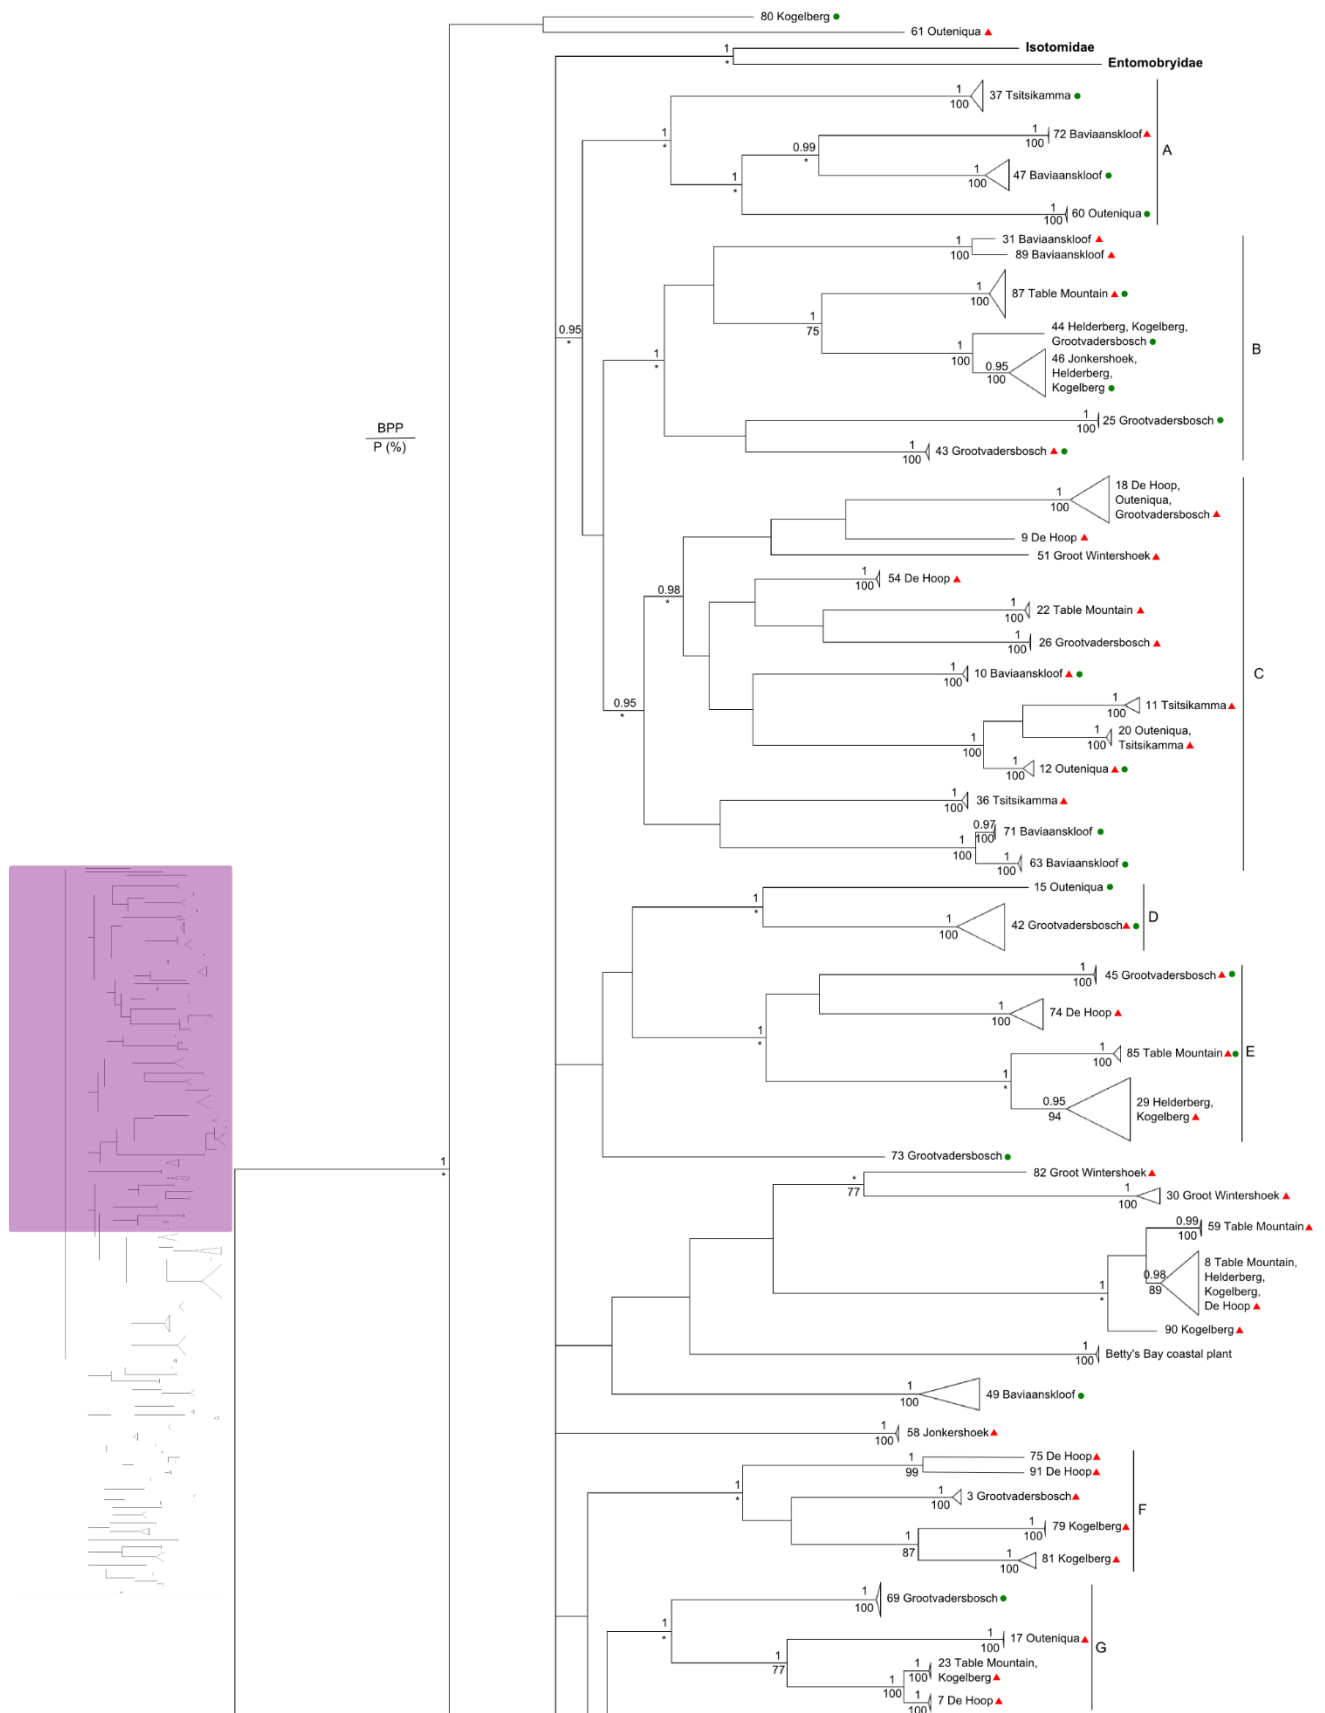 80 Kogelberg
61 Outeniqua
1
*
Isotomidae
Entomobryidae
1
100
37 Tsitsikamma
1
*
1
100
72 Baviaanskloof
0.99
*
A
1
100
47 Baviaanskloof
1
*
1
100
60 Outeniqua
1
100
31 Baviaanskloof
89 Baviaanskloof
1
100
87 Table Mountain
1
75
0.95
*
44 Helderberg, Kogelberg,
Grootvadersbosch
1
100
B
1
*
0.95
100
46 Jonkershoek,
Helderberg,
Kogelberg
BPP
P (%)
1
100
25 Grootvadersbosch
1
100
43 Grootvadersbosch
1
100
18 De Hoop,
Outeniqua,
Grootvadersbosch
9 De Hoop
51 Groot Wintershoek
1
100
54 De Hoop
0.98
*
1
100
22 Table Mountain
1
100
26 Grootvadersbosch
1
100
10 Baviaanskloof
C
0.95
*
1
100
11 Tsitsikamma
1
100
20 Outeniqua,
Tsitsikamma
1
100
1
100
12 Outeniqua
1
100
36 Tsitsikamma
0.97
100
71 Baviaanskloof
1
100
1
100
63 Baviaanskloof
15 Outeniqua
1
*
D
1
100
42 Grootvadersbosch
1
100
45 Grootvadersbosch
1
100
74 De Hoop
1
*
1
100
85 Table Mountain
E
1
*
0.95
94
29 Helderberg,
Kogelberg
73 Grootvadersbosch
1
*
82 Groot Wintershoek
*
77
1
100
30 Groot Wintershoek
0.99
100
59 Table Mountain
0.98
89
8 Table Mountain,
Helderberg,
Kogelberg,
De Hoop
1
*
90 Kogelberg
1
100
Betty's Bay coastal plant
1
100
49 Baviaanskloof
1
100
58 Jonkershoek
1
99
75 De Hoop
91 De Hoop
1
*
1
100
3 Grootvadersbosch
F
1
100
79 Kogelberg
1
87
1
100
81 Kogelberg
1
100
69 Grootvadersbosch
1
*
1
100
17 Outeniqua
G
1
77
1
100
23 Table Mountain,
Kogelberg
1
100
1
100
7 De Hoop